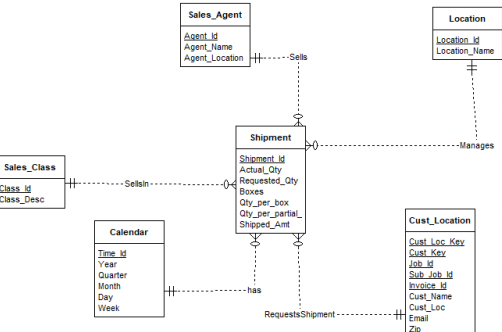 Sales_Agent
Agent_Id
Agent_Name
Agent_Location
Sells
Location
Location_Id
Location_Name
Manages
Shipment
Shipment_Id
Actual_Qty
Requested_Qty
Boxes
Qty_per_box
Qty_per_partial_
Shipped_Amt
Sales_Class
Class_Id
Class_Desc
SellsIn
Calendar
Time_Id
Year
Quarter
Month
Day
Week
has
RequestsShipment
Cust_Location
Cust_Loc_Key
Cust_Key
Job_Id
Sub_Job_Id
Invoice_Id
Cust_Name
Cust_Loc
Email
Zip